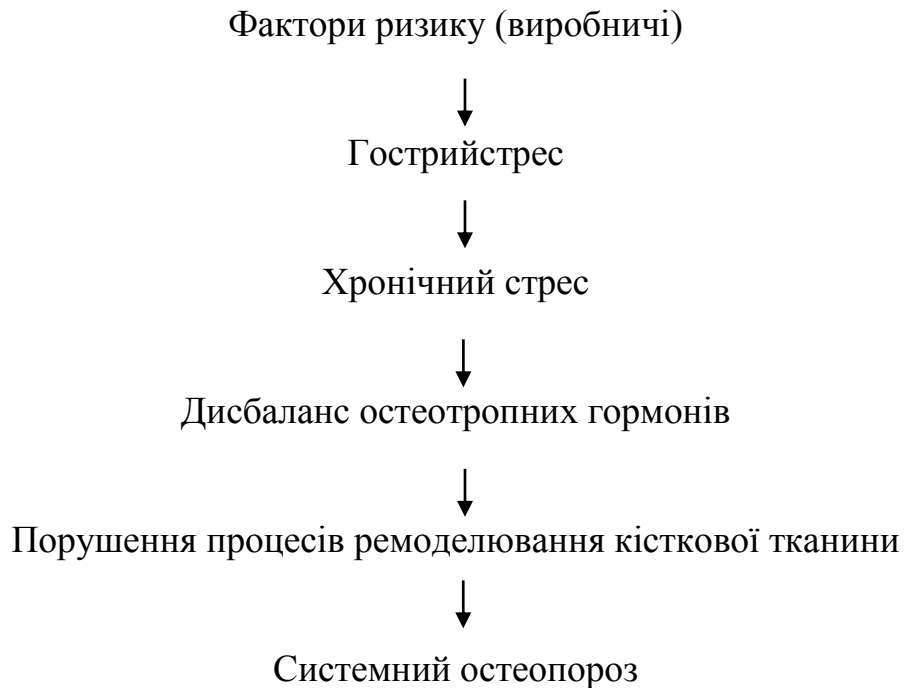 Фактори ризику (виробничі)
Гострийстрес
Хронічний стрес
Дисбаланс остеотропних гормонів
Порушення процесів ремоделювання кісткової тканини
Системний остеопороз